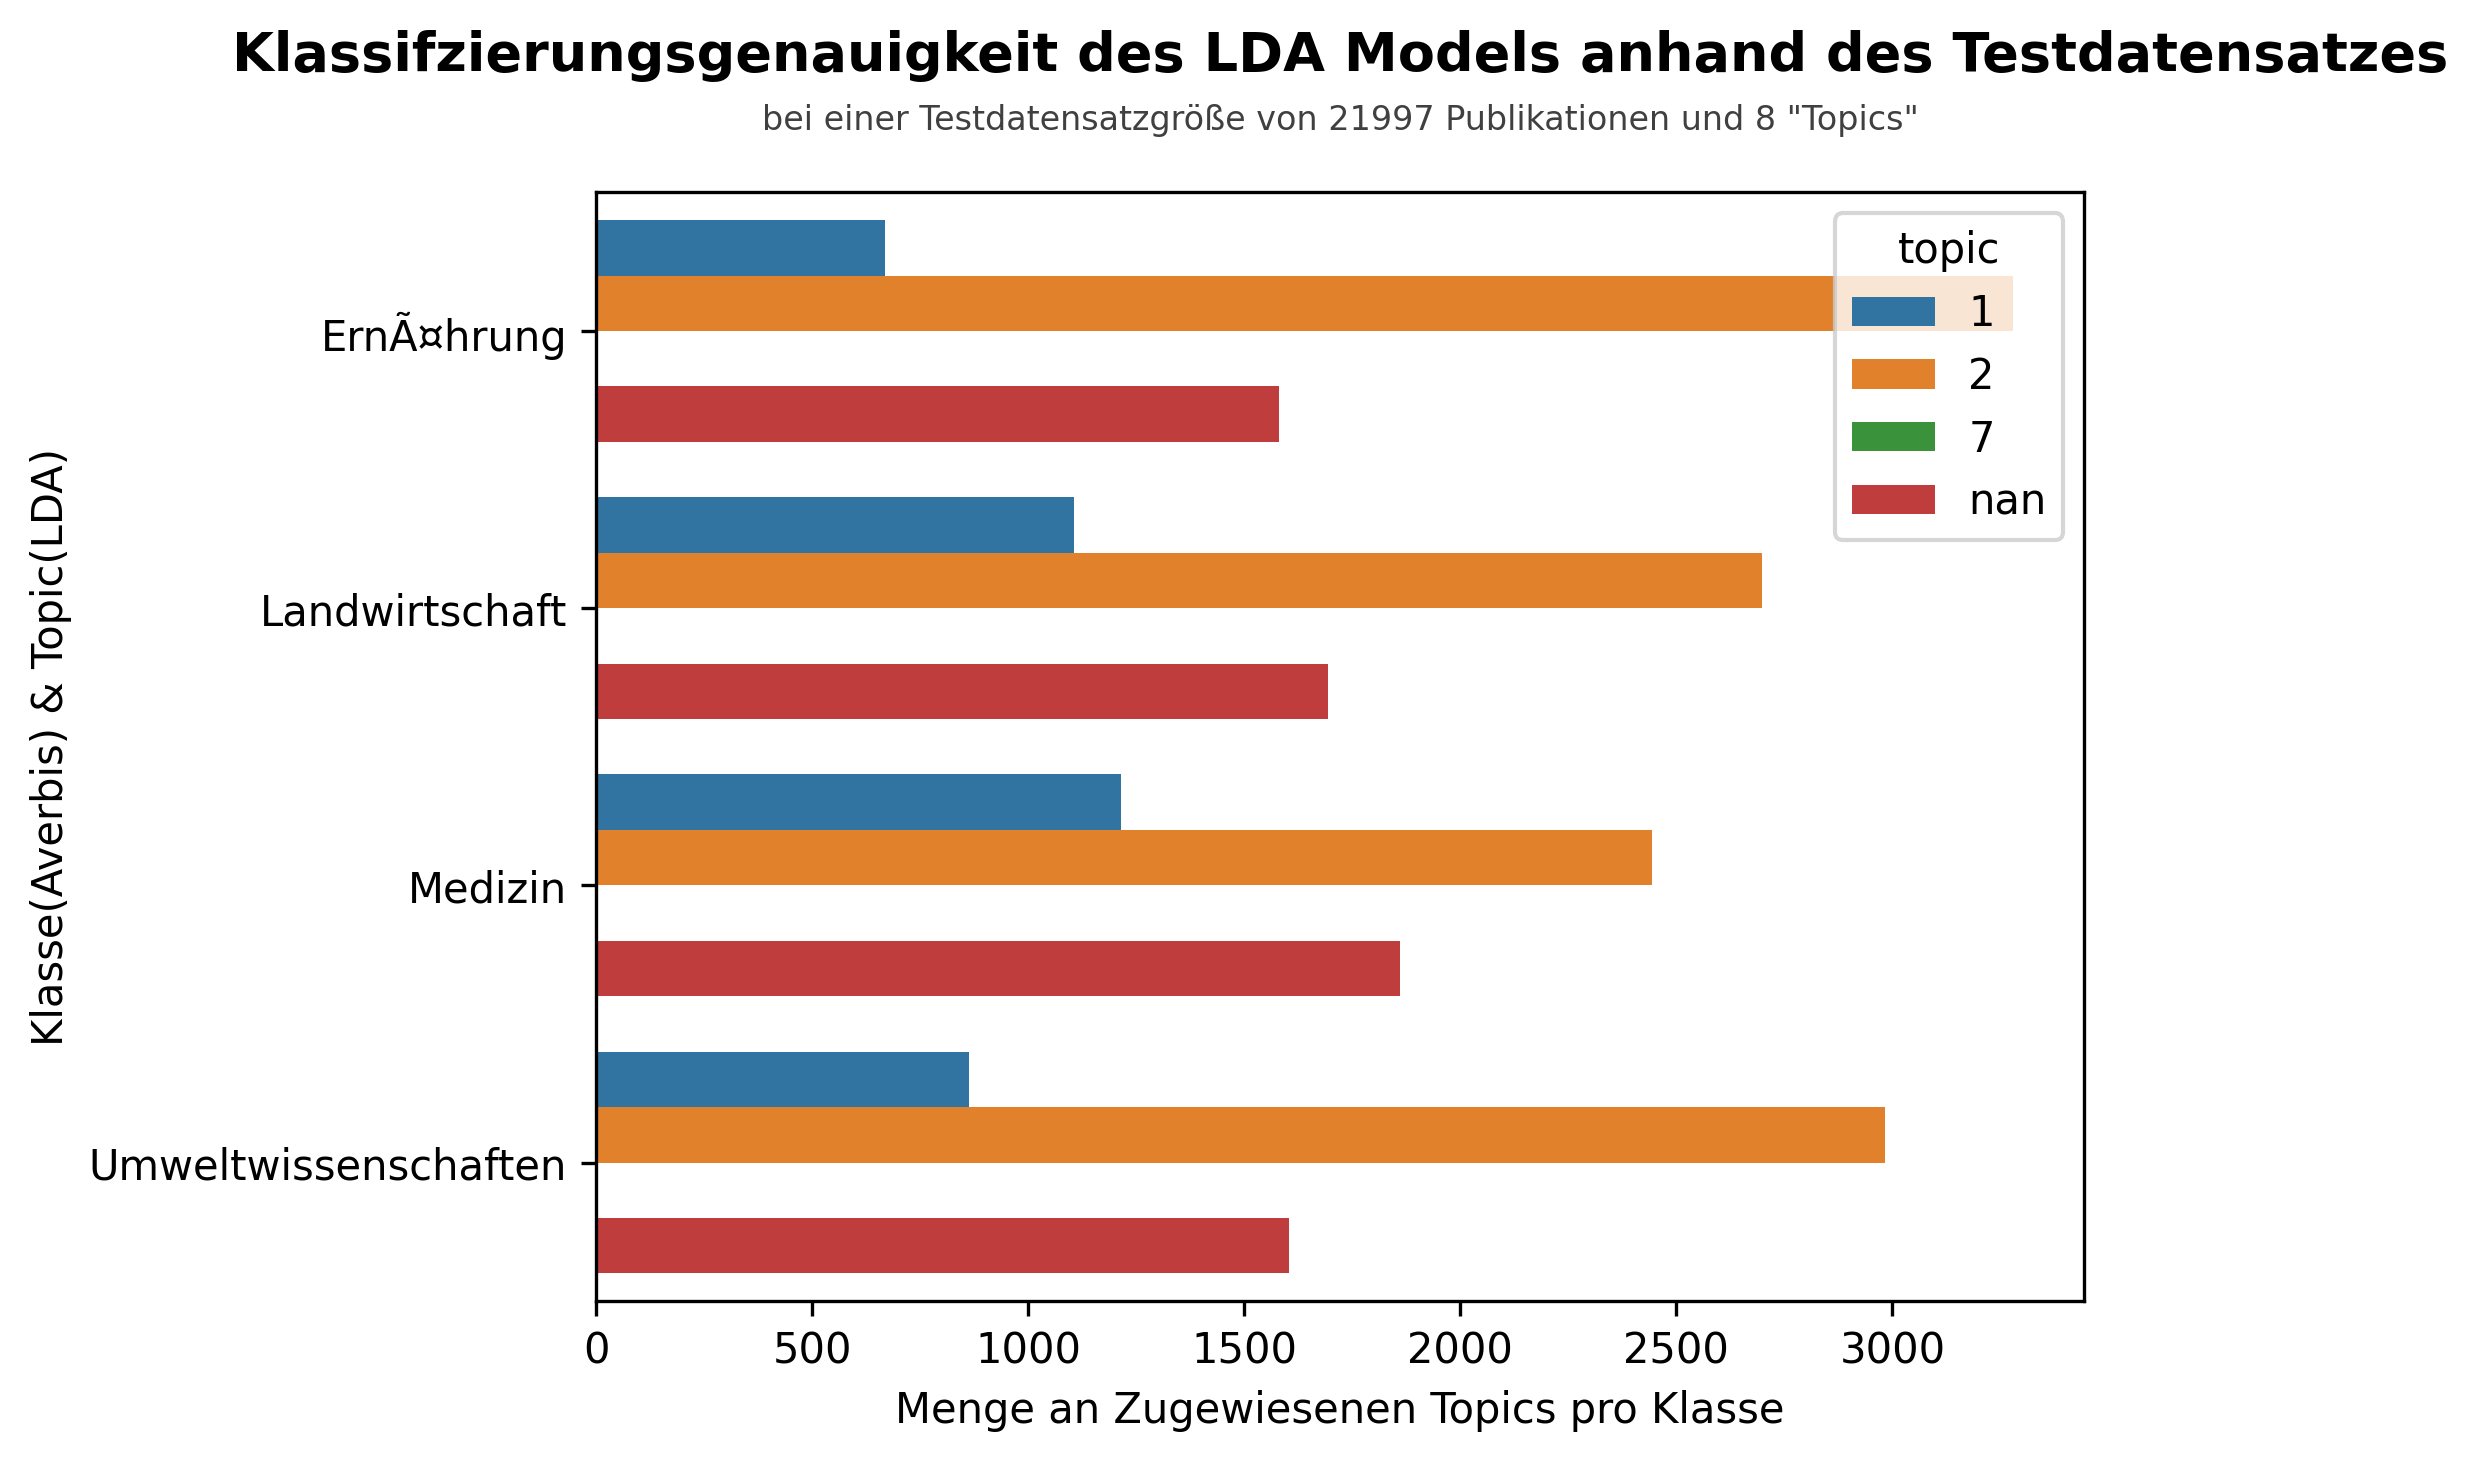 Klassifzierungsgenauigkeit des LDA Models anhand des Testdatensatzes
bei einer Testdatensatzgröße von 21997 Publikationen und 8 "Topics"
topic
1
2
7
nan
ErnÃ¤hrung
Landwirtschaft
Medizin
Umweltwissenschaften
Klasse(Averbis) & Topic(LDA)
0 500 1000 1500 2000 2500 3000
Menge an Zugewiesenen Topics pro Klasse